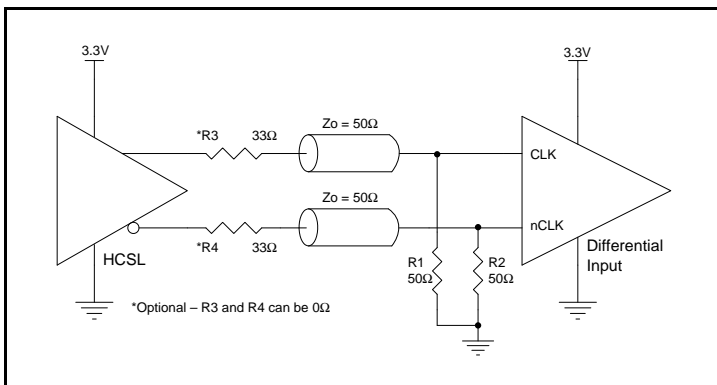 3.3V
3.3V
*R3
33Ω
Zo = 50Ω
CLK
Zo = 50Ω
nCLK
HCSL
*R4
33Ω
R1
50Ω
R2
50Ω
Differential
Input
*Optional – R3 and R4 can be 0Ω